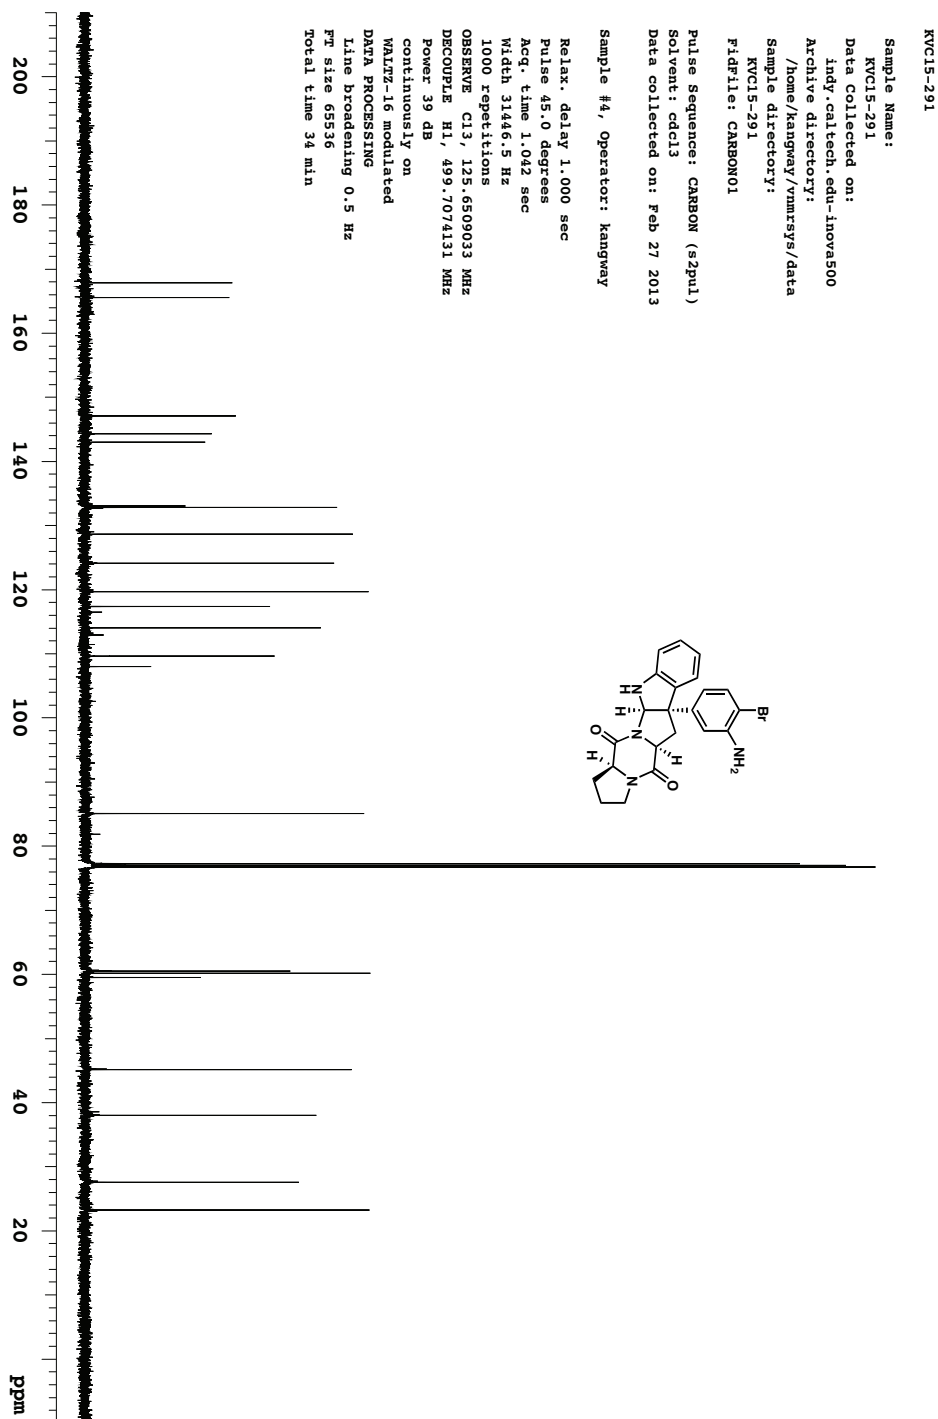 KVC15-291
Sample Name:
KVC15-291
Data Collected on:
indy.caltech.edu-inova500
Archive directory:
/home/kangway/vnmrsys/data
Sample directory:
KVC15-291
FidFile: CARBON01
Pulse Sequence: CARBON (s2pul)
Solvent: cdcl3
Data collected on: Feb 27 2013
Sample #4, Operator: kangway
Relax. delay 1.000 sec
Pulse 45.0 degrees
Acq. time 1.042 sec
Width 31446.5 Hz
1000 repetitions
OBSERVE C13, 125.6509033 MHz
DECOUPLE H1, 499.7074131 MHz
Power 39 dB
continuously on
WALTZ-16 modulated
DATA PROCESSING
Line broadening 0.5 Hz
FT size 65536
Total time 34 min
Br
NH2
N
H
H
N
H
O
N
O
H
200 180 160 140 120 100 80 60 40 20 ppm